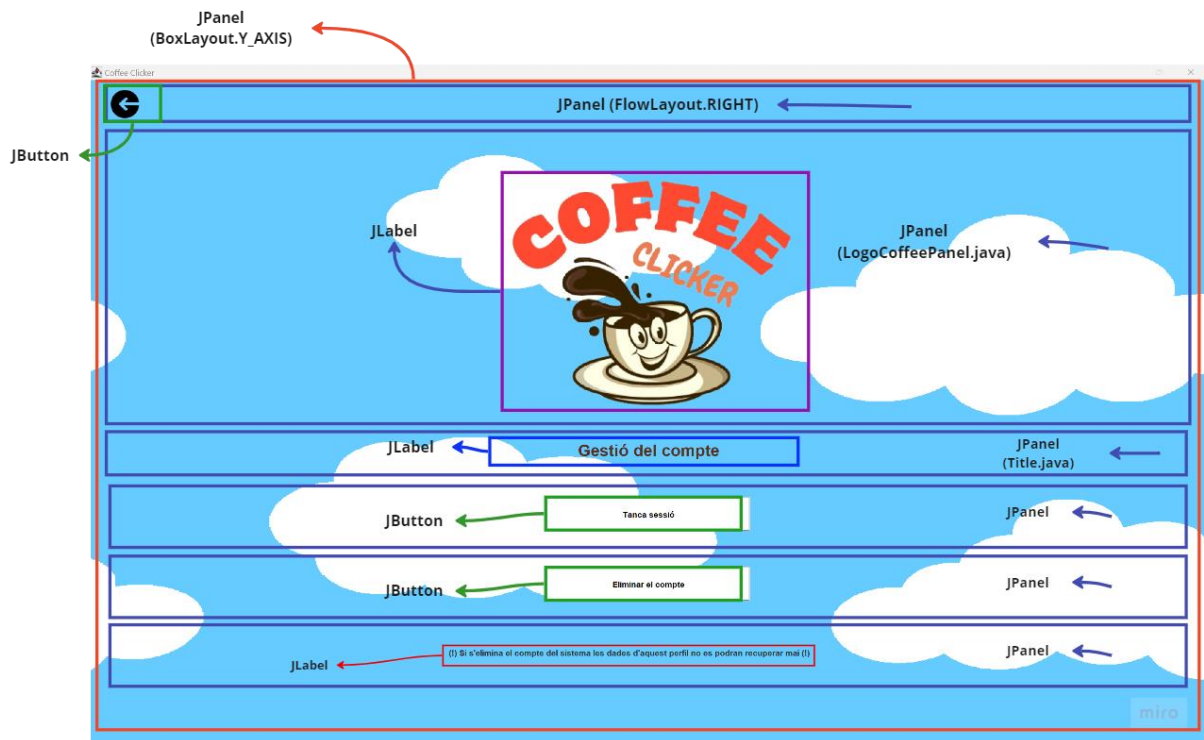 JPanel
(BoxLayout.Y_AXIS)
Coffee Clicker
JPanel (FlowLayout.RIGHT)
JButton
COFFEE
CLICKER
JLabel
JPanel
(LogoCoffeePanel.java)
JLabel
Gestió del compte
JPanel
(Title.java)
JButton
Tanca sessió
JPanel
JButton
Eliminar el compte
JPanel
(!) Si s'elimina el compte del sistema les dades d'aquest perfil no es podran recuperar mai (!)
JLabel
JPanel
miro